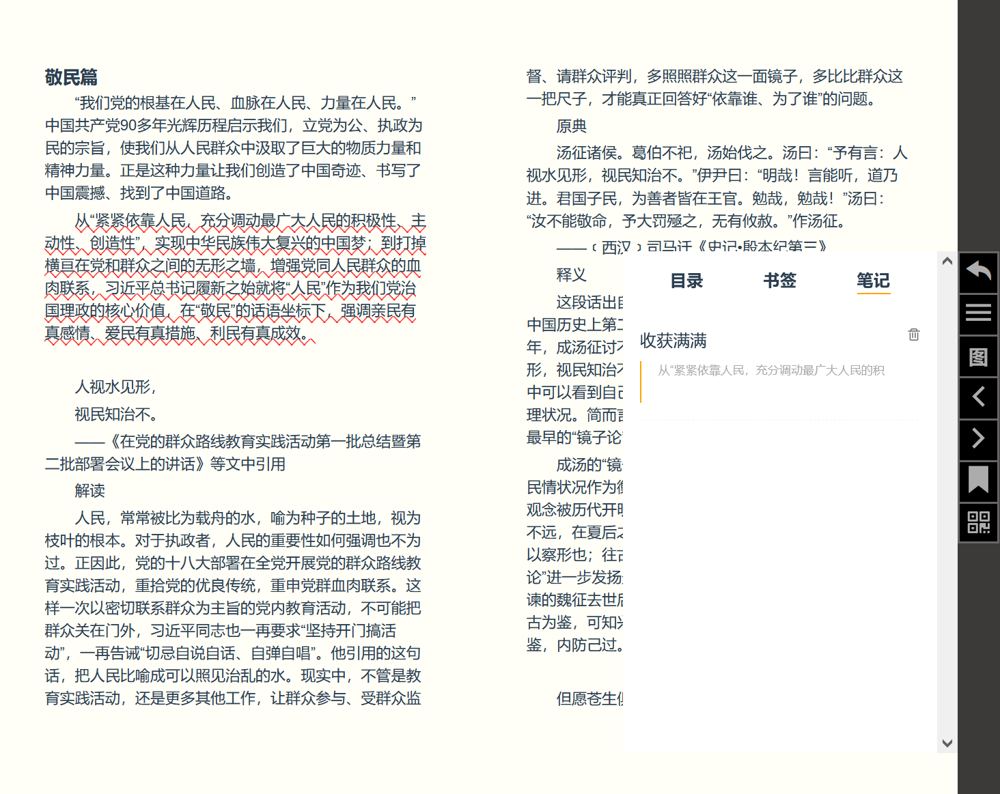 敬民篇
“我们党的根基在人民、血脉在人民、力量在人民。”
中国共产党90多年光辉历程启示我们，立党为公、执政为
民的宗旨，使我们从人民群众中汲取了巨大的物质力量和
精神力量。正是这种力量让我们创造了中国奇迹、书写了
中国震撼、找到了中国道路。
从“紧紧依靠人民，充分调动最广大人民的积极性、主
动性、创造性”，实现中华民族伟大复兴的中国梦；到打掉
横亘在党和群众之间的无形之墙，增强党同人民群众的血
肉联系，习近平总书记履新之始就将“人民”作为我们党治
国理政的核心价值，在“敬民”的话语坐标下，强调亲民有
真感情、爱民有真措施、利民有真成效。
人视水见形，
视民知治不。
——《在党的群众路线教育实践活动第一批总结暨第
二批部署会议上的讲话》等文中引用
解读
人民，常常被比为载舟的水，喻为种子的土地，视为
枝叶的根本。对于执政者，人民的重要性如何强调也不为
过。正因此，党的十八大部署在全党开展党的群众路线教
育实践活动，重拾党的优良传统，重申党群血肉联系。这
样一次以密切联系群众为主旨的党内教育活动，不可能把
群众关在门外，习近平同志也一再要求“坚持开门搞活
动”，一再告诫“切忌自说自话、自弹自唱”。他引用的这句
话，把人民比喻成可以照见治乱的水。现实中，不管是教
育实践活动，还是更多其他工作，让群众参与、受群众监
督、请群众评判，多照照群众这一面镜子，多比比群众这
一把尺子，才能真正回答好“依靠谁、为了谁”的问题。
原典
汤征诸侯。葛伯不祀，汤始伐之。汤曰：“予有言：人
视水见形，视民知治不。”伊尹曰：“明哉！言能听，道乃
进。君国子民，为善者皆在王官。勉哉，勉哉！”汤曰：
“汝不能敬命，予大罚殛之，无有攸赦。”作汤征。
——﹝西汉﹞司马迁《史记•殷本纪第三》
释义
这段话出自
中国历史上第二
年，成汤征讨不
形，视民知治不
中可以看到自己
理状况。简而言
最早的“镜子论”
成汤的“镜子
民情状况作为衡
观念被历代开明
不远，在夏后之
以察形也；往古
论”进一步发扬光
谏的魏征去世后
古为鉴，可知兴
鉴，内防己过。
但愿苍生俱
目录 书签 笔记
收获满满
从“紧紧依靠人民，充分调动最广大人民的积
图